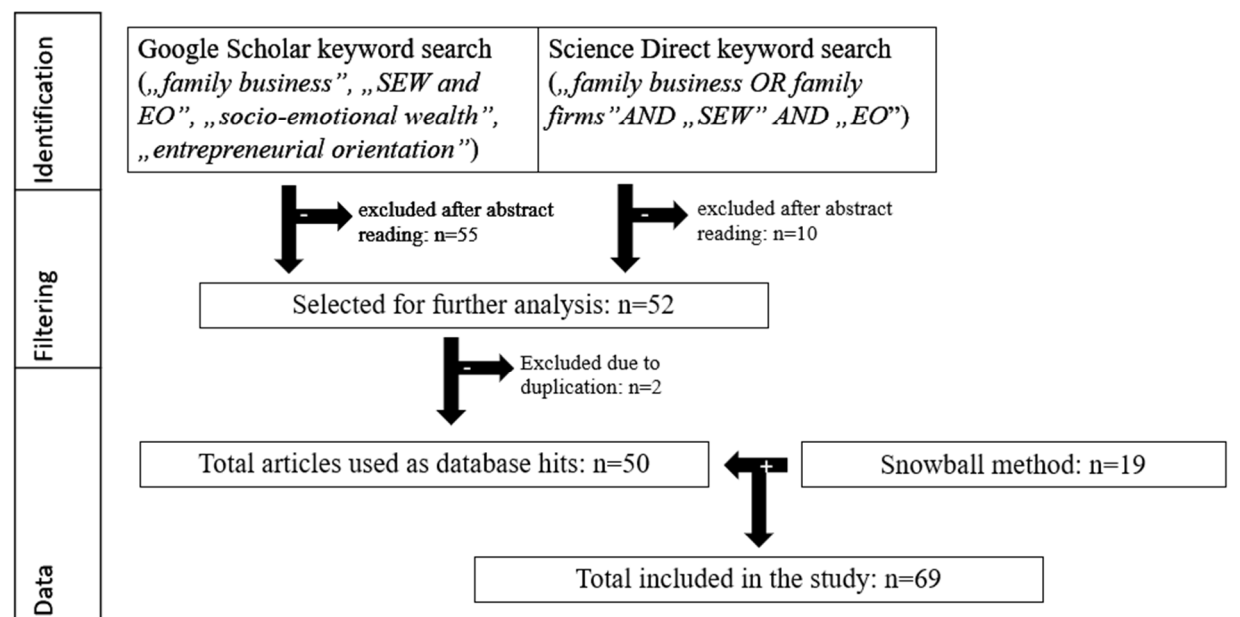 Identification
Google Scholar keyword search
(„family business”, „SEW and
EO”, „socio-emotional wealth”,
„entrepreneurial orientation”)
Science Direct keyword search
(„family business OR family
firms”AND „SEW” AND „EO”)
Filtering
-
excluded after abstract
reading: n=55
-
excluded after abstract
reading: n=10
Selected for further analysis: n=52
-
Excluded due to
duplication: n=2
Data
Total articles used as database hits: n=50
+
Snowball method: n=19
Total included in the study: n=69